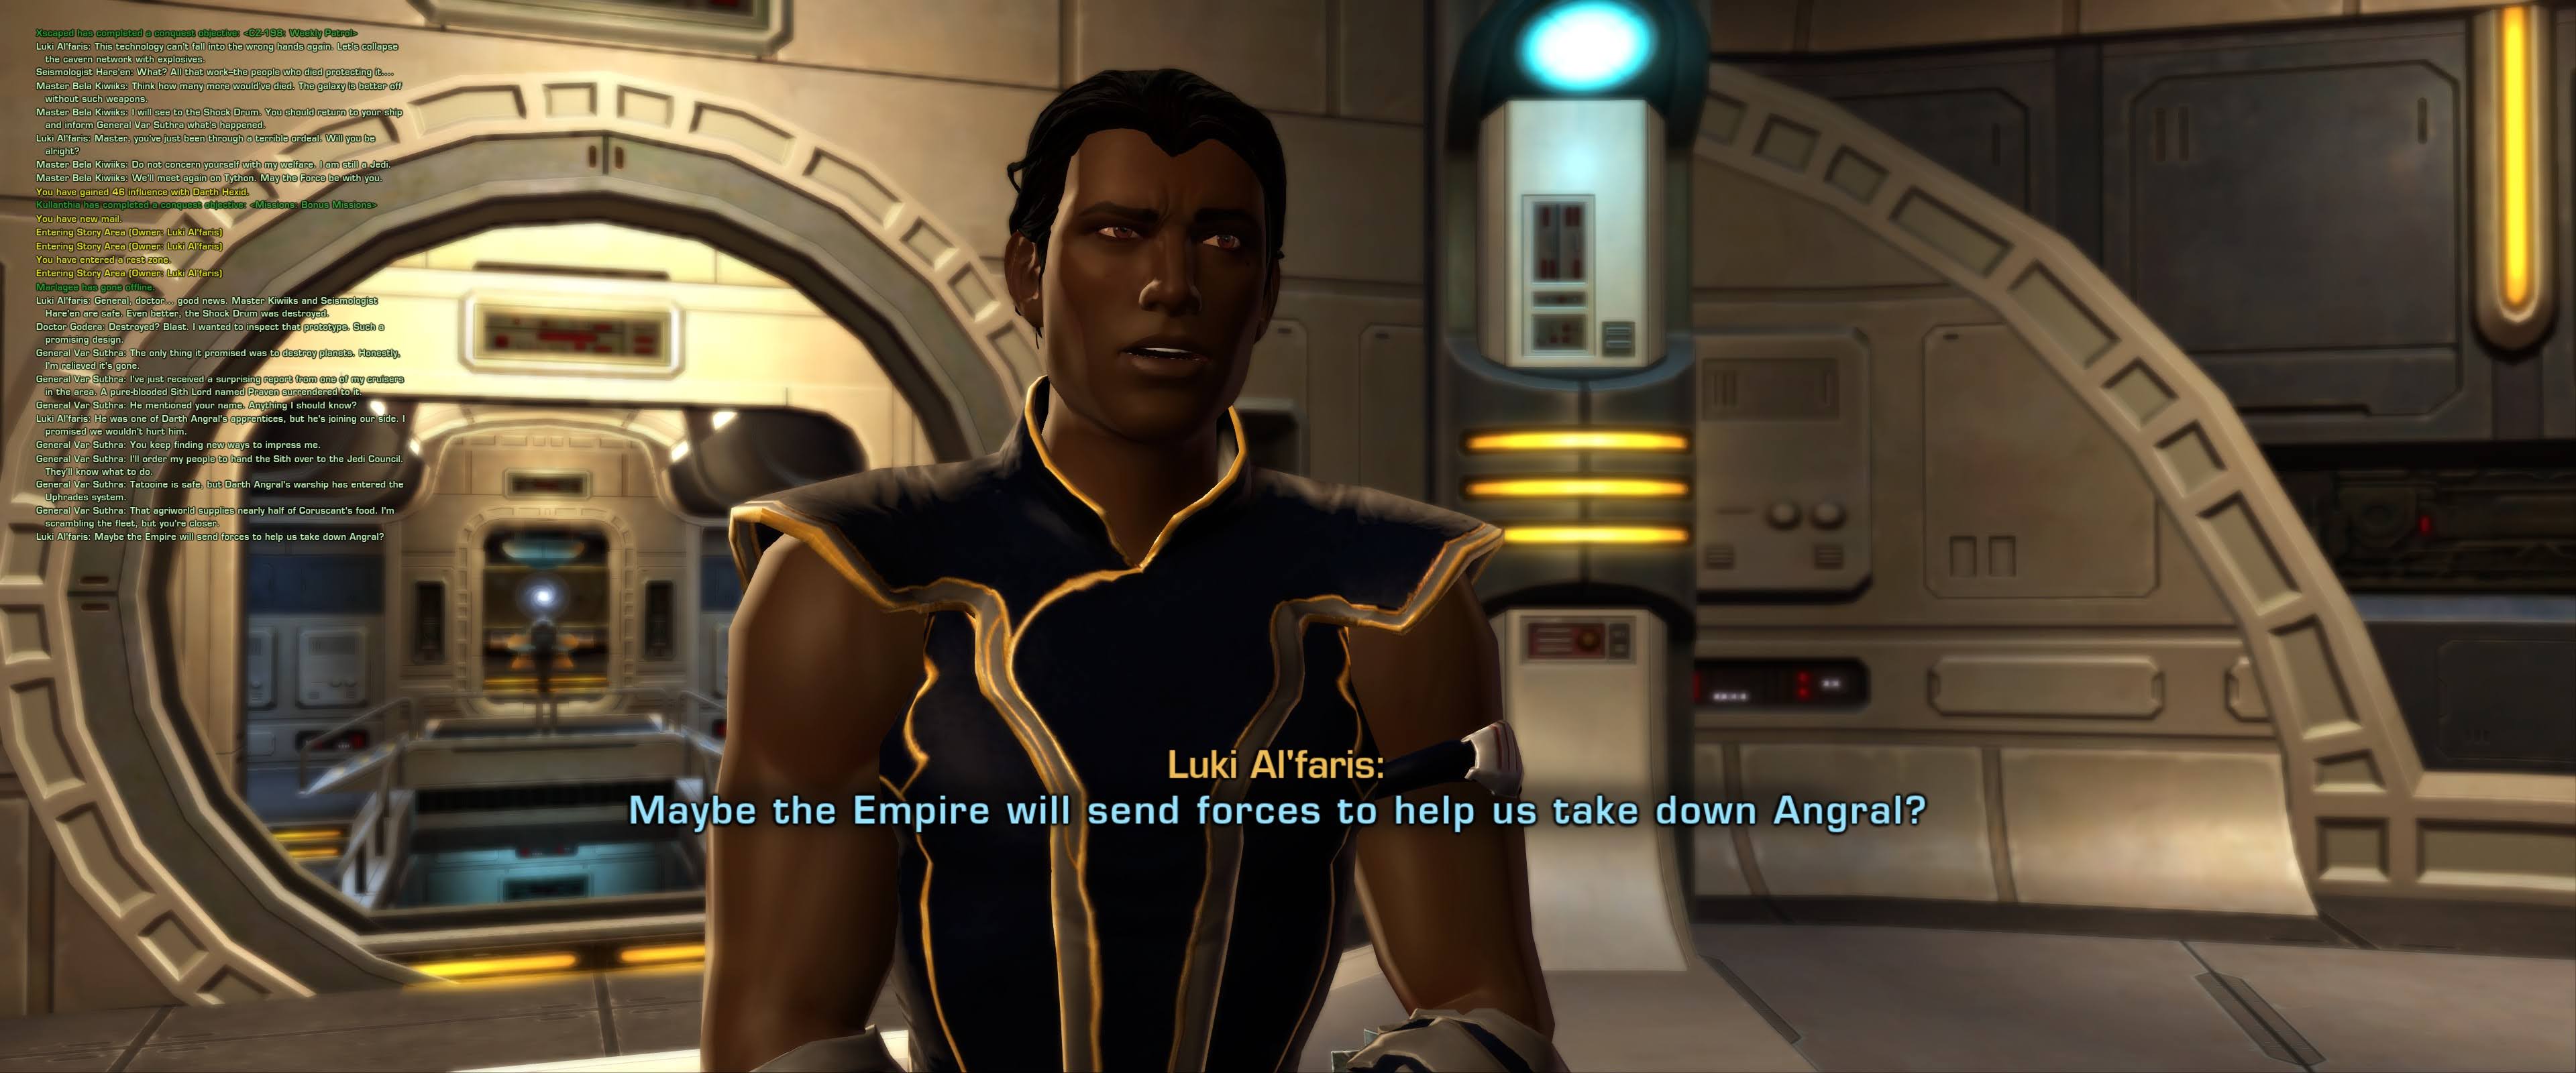 Xscaped has completed a conquest objective: <CZ-198: Weekly Patrol>
Luki Al'faris: This technology can't fall into the wrong hands again. Let's collapse
the cavern network with explosives.
Seismologist Hare'en: What? All that work--the people who died protecting it....
Master Bela Kiwiiks: Think how many more would've died. The galaxy is better off
without such weapons.
Master Bela Kiwiiks: I will see to the Shock Drum. You should return to your ship
and inform General Var Suthra what's happened.
Luki Al'faris: Master, you've just been through a terrible ordeal. Will you be
alright?
Master Bela Kiwiiks: Do not concern yourself with my welfare. I am still a Jedi.
Master Bela Kiwiiks: We'll meet again on Tython. May the Force be with you.
You have gained 46 influence with Darth Hexid.
Kullanthia has completed a conquest objective: <Missions: Bonus Missions>
You have new mail.
Entering Story Area (Owner: Luki Al'faris)
Entering Story Area (Owner: Luki Al'faris)
You have entered a rest zone.
Entering Story Area (Owner: Luki Al'faris)
Mar'agee has gone offline.
Luki Al'faris: General, doctor... good news. Master Kiwiiks and Seismologist
Hare'en are safe. Even better, the Shock Drum was destroyed.
Doctor Godera: Destroyed? Blast. I wanted to inspect that prototype. Such a
promising design.
General Var Suthra: The only thing it promised was to destroy planets. Honestly,
I'm relieved it's gone.
General Var Suthra: I've just received a surprising report from one of my cruisers
in the area. A pure-blooded Sith Lord named Praven surrendered to it.
General Var Suthra: He mentioned your name. Anything I should know?
Luki Al'faris: He was one of Darth Angral's apprentices, but he's joining our side. I
promised we wouldn't hurt him.
General Var Suthra: You keep finding new ways to impress me.
General Var Suthra: I'll order my people to hand the Sith over to the Jedi Council.
They'll know what to do.
General Var Suthra: Tatooine is safe, but Darth Angral's warship has entered the
Uphrades system.
General Var Suthra: That agriworld supplies nearly half of Coruscant's food. I'm
scrambling the fleet, but you're closer.
Luki Al'faris: Maybe the Empire will send forces to help us take down Angral?
Luki Al'faris:
Maybe the Empire will send forces to help us take down Angral?